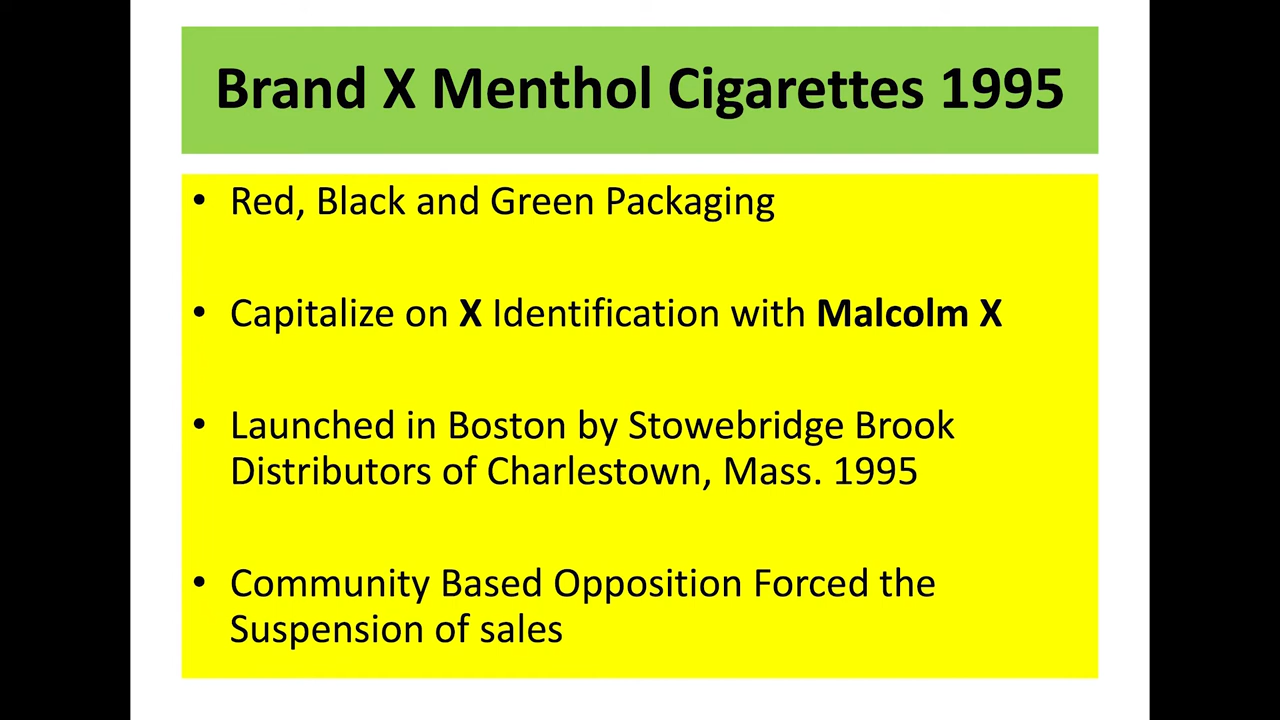 Brand X Menthol Cigarettes 1995
• Red, Black and Green Packaging
• Capitalize on X Identification with Malcolm X
• Launched in Boston by Stowebridge Brook
Distributors of Charlestown, Mass. 1995
• Community Based Opposition Forced the
Suspension of sales